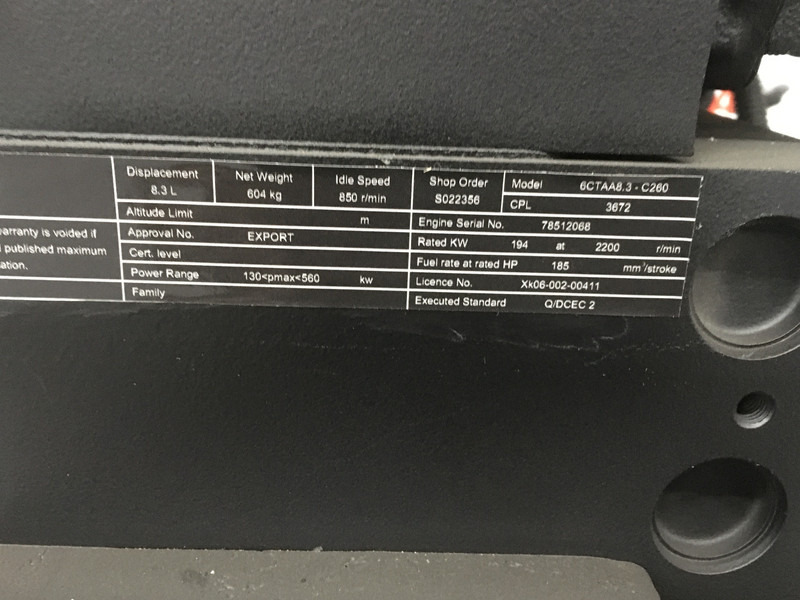 arranty is voided if
published maximum
ation.
Displacement
8.3 L
Net Weight
604 kg
Idle Speed
850 r/min
Altitude Limit m
Approval No. EXPORT
Cert. level
Power Range 130<pmax<560 kw
Family
Shop Order
S022356
Model 6CTAA8.3 - C260
CPL 3672
Engine Serial No. 78512068
Rated KW 194 at 2200 r/min
Fuel rate at rated HP 185 mm³/stroke
Licence No. Xk06-002-00411
Executed Standard Q/DCEC 2